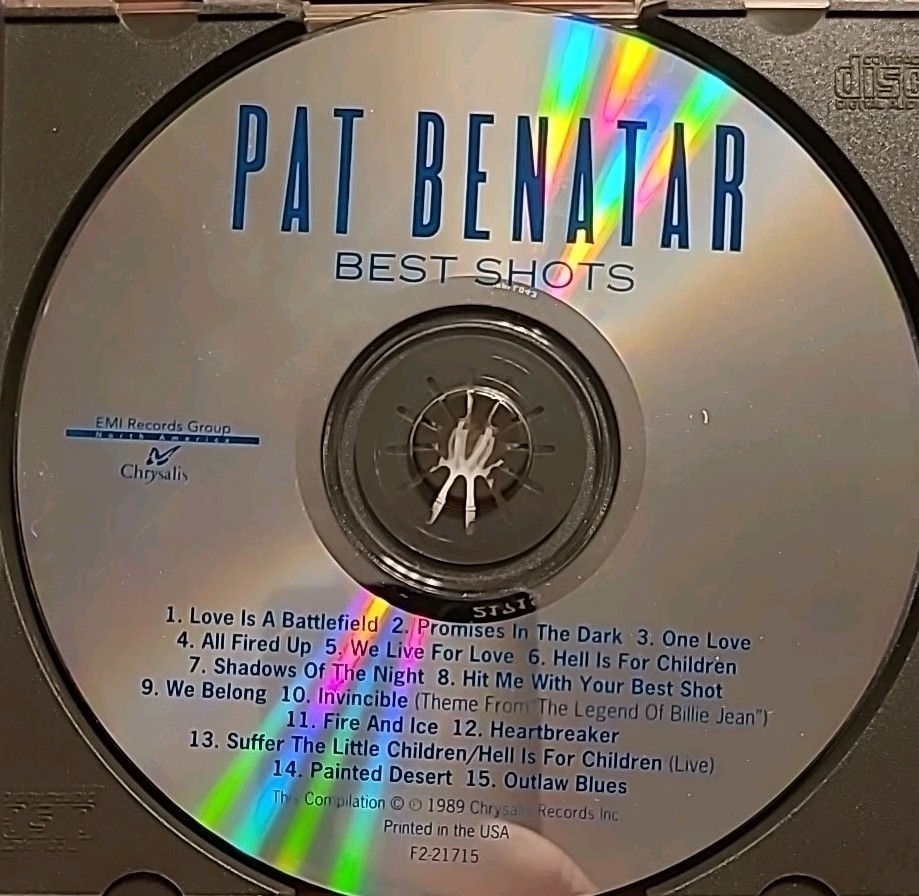 PAT BENATAR
BEST SHOTS
EMI Records Group
North America
Chrysalis
1. Love Is A Battlefield 2. Promises In The Dark 3. One Love
4. All Fired Up 5. We Live For Love 6. Hell Is For Children
7. Shadows Of The Night 8. Hit Me With Your Best Shot
9. We Belong 10. Invincible (Theme From "The Legend Of Billie Jean")
11. Fire And Ice 12. Heartbreaker
13. Suffer The Little Children/Hell Is For Children (Live)
14. Painted Desert 15. Outlaw Blues
This Compilation © ℗ 1989 Chrysalis Records Inc.
Printed in the USA
F2-21715